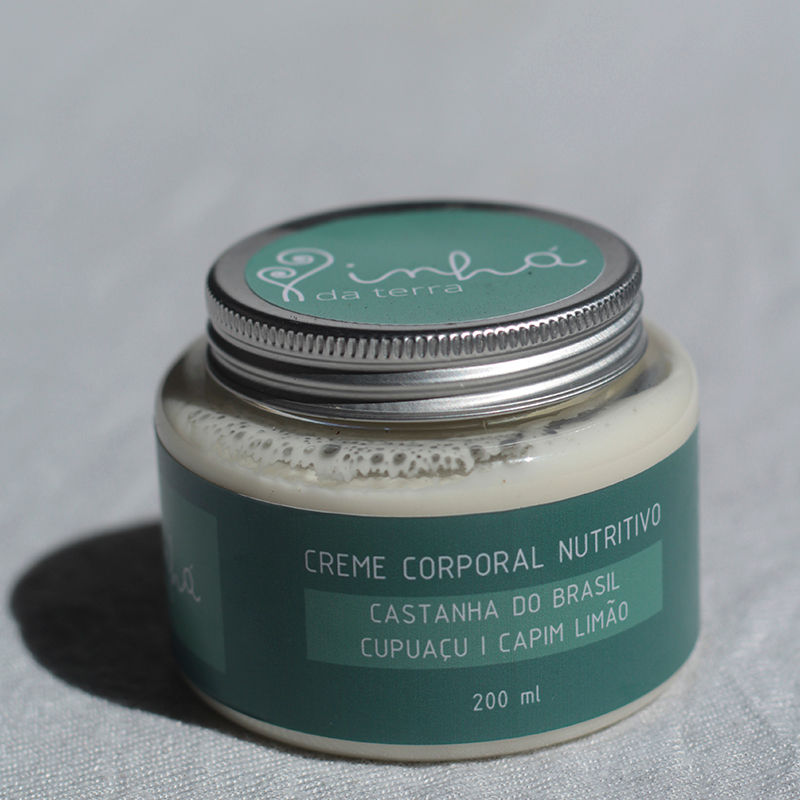 inhá
da terra
CREME CORPORAL NUTRITIVO
CASTANHA DO BRASIL
CUPUAÇU | CAPIM LIMÃO
200 ml